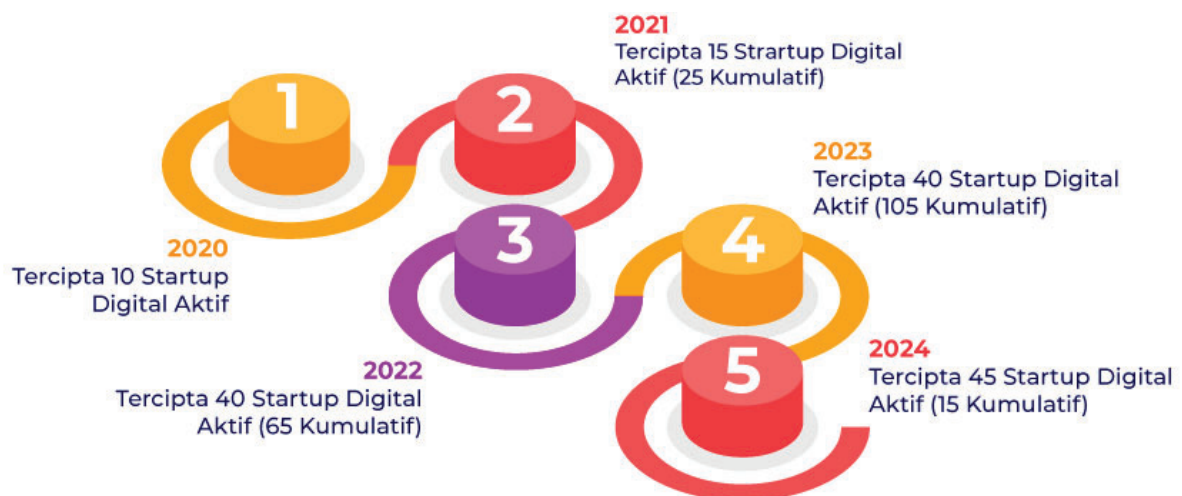 1
2020
Tercipta 10 Startup
Digital Aktif
2
2021
Tercipta 15 Strartup Digital
Aktif (25 Kumulatif)
3
2022
Tercipta 40 Startup Digital
Aktif (65 Kumulatif)
4
2023
Tercipta 40 Startup Digital
Aktif (105 Kumulatif)
5
2024
Tercipta 45 Startup Digital
Aktif (15 Kumulatif)